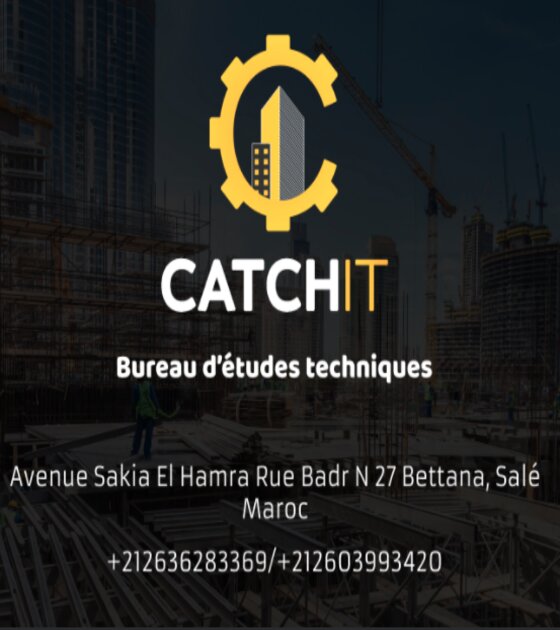 CATCHIT
Bureau d'études techniques
Avenue Sakia El Hamra Rue Badr N 27 Bettana, Salé
Maroc
+212636283369/+212603993420